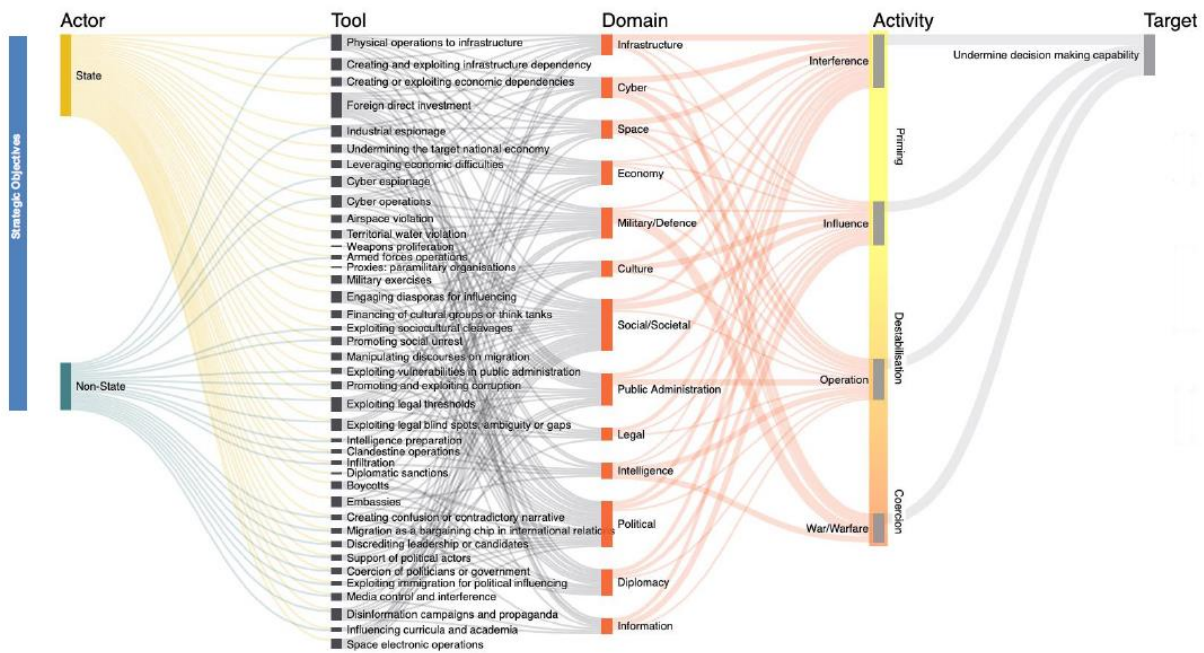 Actor
Tool
Domain
Activity
Target
Strategic Objectives
State
Non-State
Physical operations to infrastructure
Creating and exploiting infrastructure dependency
Creating or exploiting economic dependencies
Foreign direct investment
Industrial espionage
Undermining the target national economy
Leveraging economic difficulties
Cyber espionage
Cyber operations
Airspace violation
Territorial water violation
Weapons proliferation
Armed forces operations
Proxies: paramilitary organisations
Military exercises
Engaging diasporas for influencing
Financing of cultural groups or think tanks
Exploiting sociocultural cleavages
Promoting social unrest
Manipulating discourses on migration
Exploiting vulnerabilities in public administration
Promoting and exploiting corruption
Exploiting legal thresholds
Exploiting legal blind spots, ambiguity or gaps
Intelligence preparation
Clandestine operations
Infiltration
Diplomatic sanctions
Boycotts
Embassies
Creating confusion or contradictory narrative
Migration as a bargaining chip in international relations
Discrediting leadership or candidates
Support of political actors
Coercion of politicians or government
Exploiting immigration for political influencing
Media control and interference
Disinformation campaigns and propaganda
Influencing curricula and academia
Space electronic operations
Infrastructure
Cyber
Space
Economy
Military/Defence
Culture
Social/Societal
Public Administration
Legal
Intelligence
Political
Diplomacy
Information
Interference
Influence
Operation
War/Warfare
Priming
Destabilisation
Coercion
Undermine decision making capability